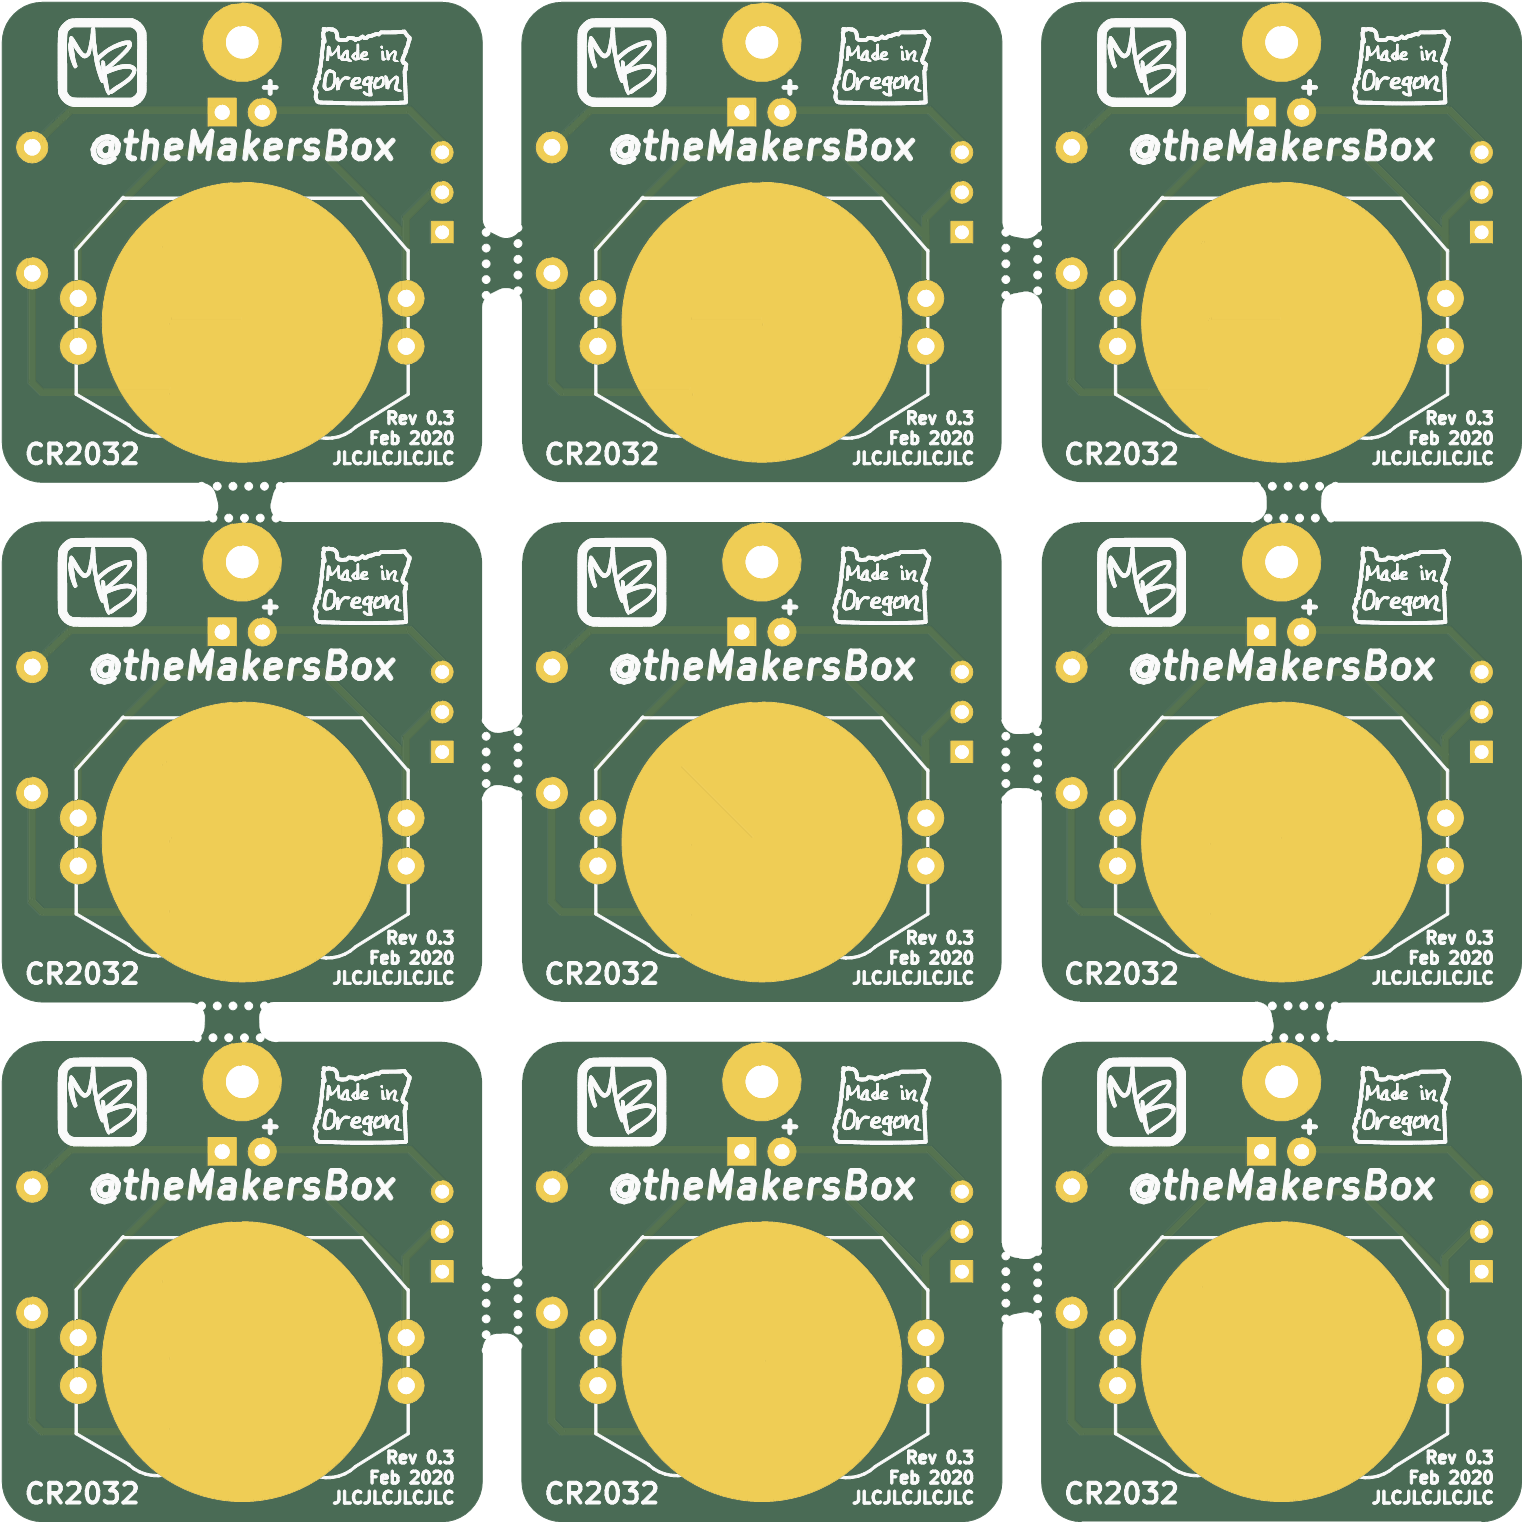 MB
Made in
Oregon
+
@theMakersBox
Rev 0.3
Feb 2020
CR2032
JLCJLCJLCJLC
MB
Made in
Oregon
+
@theMakersBox
Rev 0.3
Feb 2020
CR2032
JLCJLCJLCJLC
MB
Made in
Oregon
+
@theMakersBox
Rev 0.3
Feb 2020
CR2032
JLCJLCJLCJLC
MB
Made in
Oregon
+
@theMakersBox
Rev 0.3
Feb 2020
CR2032
JLCJLCJLCJLC
MB
Made in
Oregon
+
@theMakersBox
Rev 0.3
Feb 2020
CR2032
JLCJLCJLCJLC
MB
Made in
Oregon
+
@theMakersBox
Rev 0.3
Feb 2020
CR2032
JLCJLCJLCJLC
MB
Made in
Oregon
+
@theMakersBox
Rev 0.3
Feb 2020
CR2032
JLCJLCJLCJLC
MB
Made in
Oregon
+
@theMakersBox
Rev 0.3
Feb 2020
CR2032
JLCJLCJLCJLC
MB
Made in
Oregon
+
@theMakersBox
Rev 0.3
Feb 2020
CR2032
JLCJLCJLCJLC